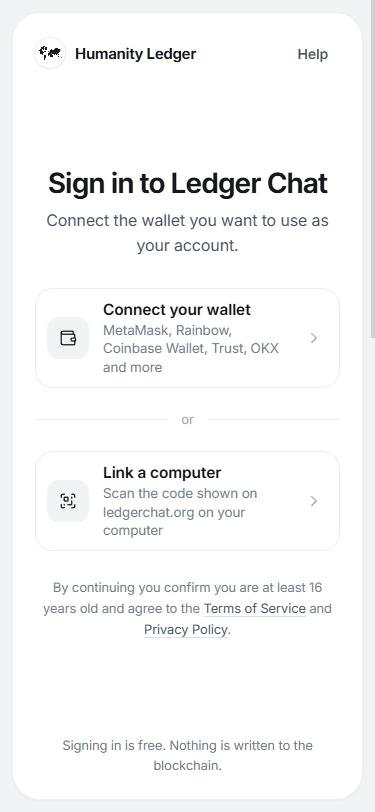 Humanity Ledger
Help
Sign in to Ledger Chat
Connect the wallet you want to use as
your account.
Connect your wallet
MetaMask, Rainbow,
Coinbase Wallet, Trust, OKX
and more
or
Link a computer
Scan the code shown on
ledgerchat.org on your
computer
By continuing you confirm you are at least 16
years old and agree to the Terms of Service and
Privacy Policy.
Signing in is free. Nothing is written to the
blockchain.